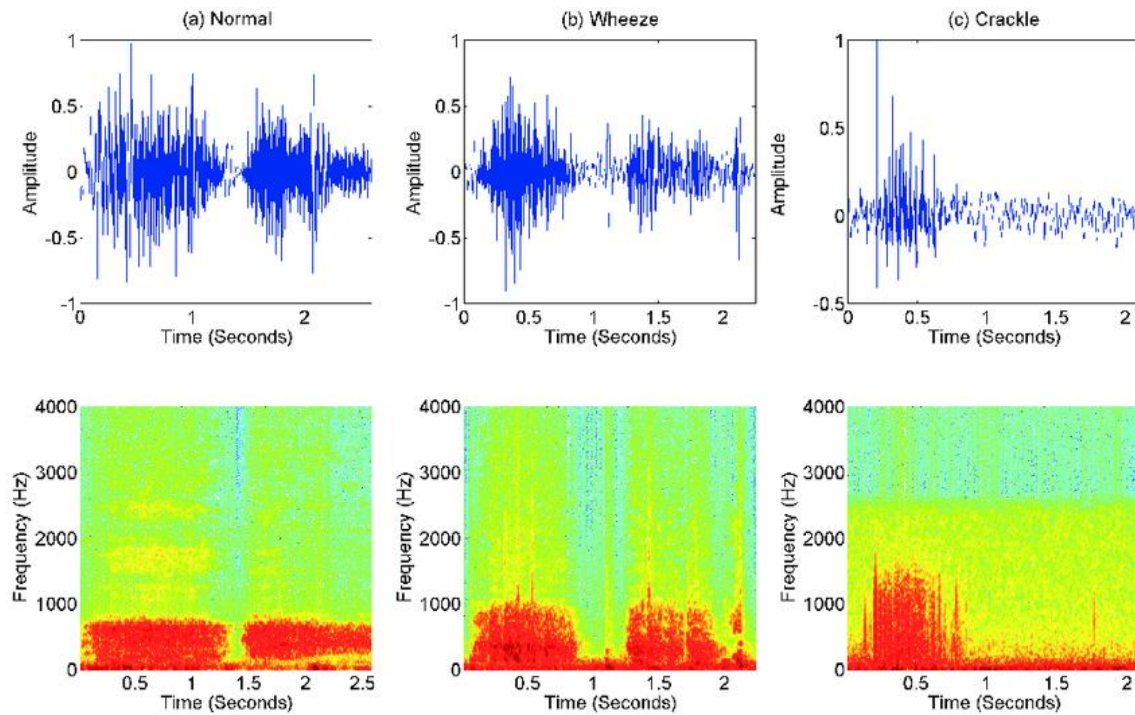 (a) Normal
(b) Wheeze
(c) Crackle
1
0.5
0
-0.5
-1
Amplitude
0 1 2
Time (Seconds)
1
0.5
0
-0.5
-1
Amplitude
0 0.5 1 1.5 2
Time (Seconds)
1
0.5
0
-0.5
Amplitude
0 0.5 1 1.5 2
Time (Seconds)
4000
3000
2000
1000
0
Frequency (Hz)
0.5 1 1.5 2 2.5
Time (Seconds)
4000
3000
2000
1000
0
Frequency (Hz)
0.5 1 1.5 2
Time (Seconds)
4000
3000
2000
1000
0
Frequency (Hz)
0.5 1 1.5 2
Time (Seconds)